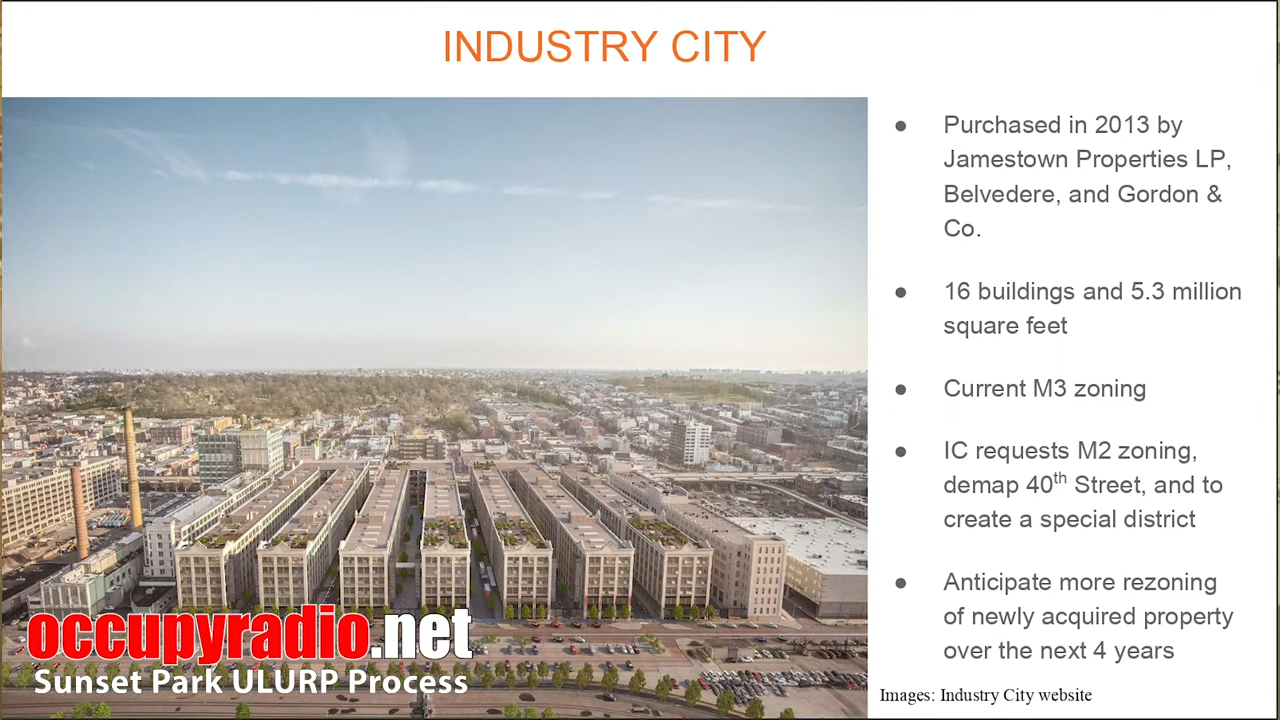 INDUSTRY CITY
● Purchased in 2013 by
Jamestown Properties LP,
Belvedere, and Gordon &
Co.
● 16 buildings and 5.3 million
square feet
● Current M3 zoning
● IC requests M2 zoning,
demap 40th Street, and to
create a special district
● Anticipate more rezoning
of newly acquired property
over the next 4 years
Images: Industry City website
occupyradio.net
Sunset Park ULURP Process